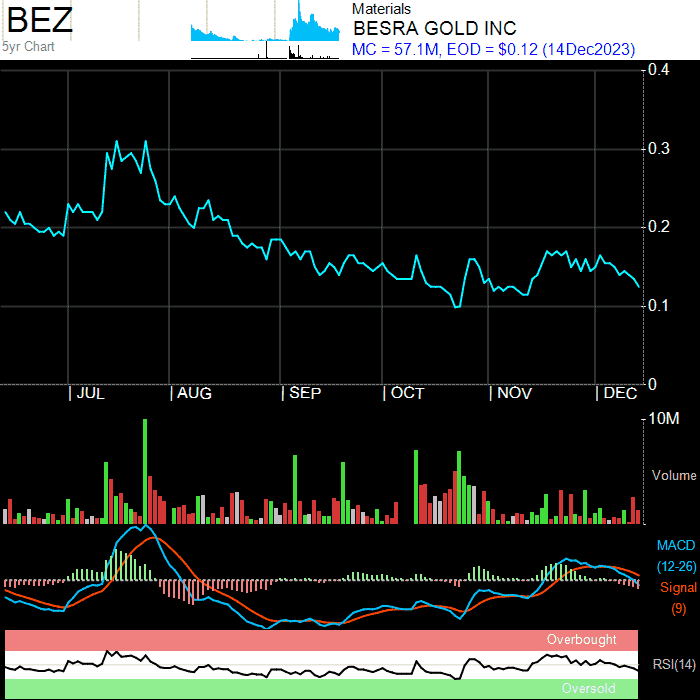 BEZ
5yr Chart
Materials
BESRA GOLD INC
MC = 57.1M, EOD = $0.12 (14Dec2023)
0.4
0.3
0.2
0.1
0
| JUL | AUG | SEP | OCT | NOV | DEC
10M
Volume
MACD
(12-26)
Signal
(9)
Overbought
RSI(14)
Oversold